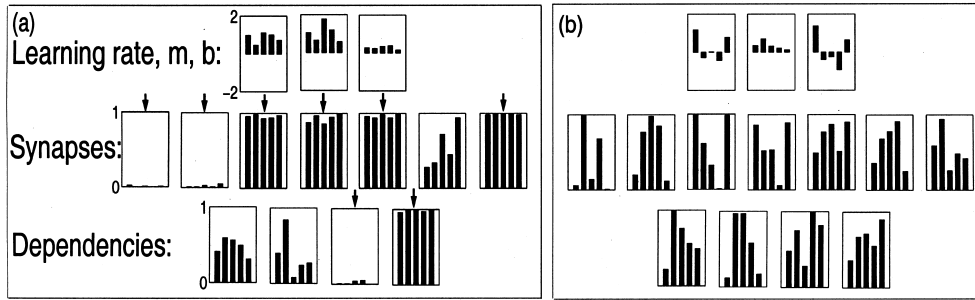 (a)
(b)
2
Learning rate, m, b:
-2
1
Synapses:
0
1
Dependencies:
0